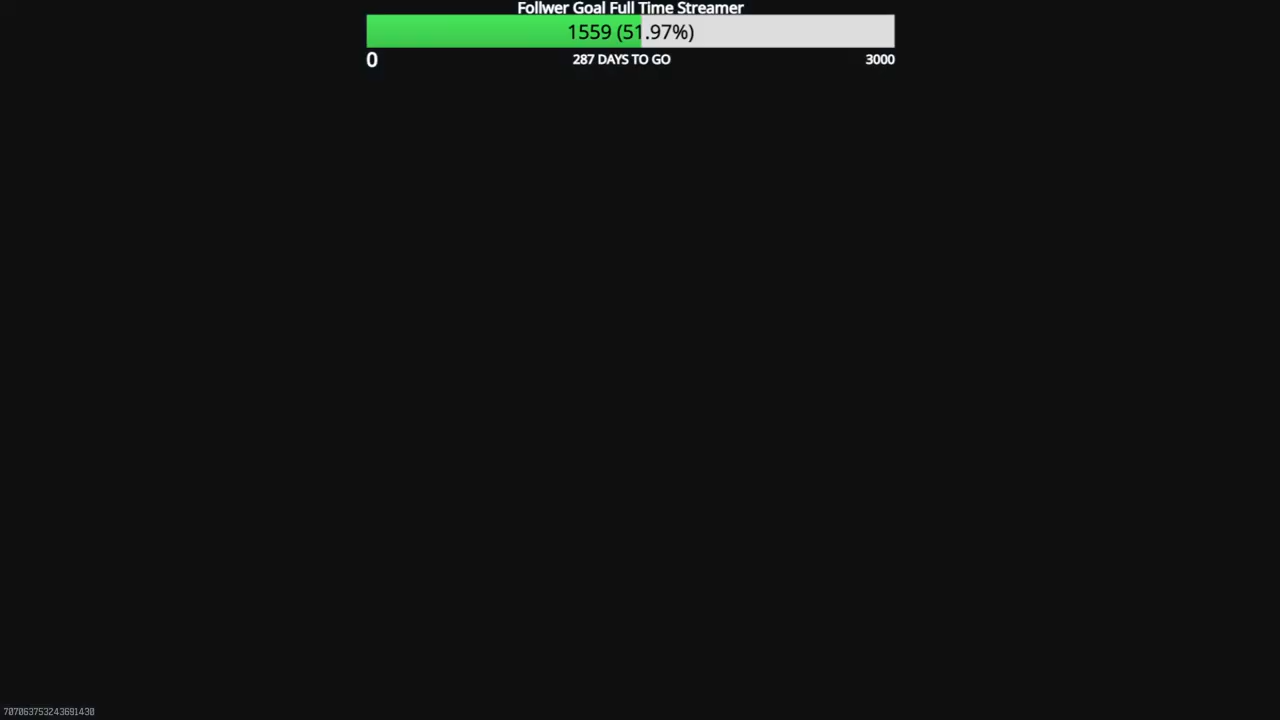 Follwer Goal Full Time Streamer
1559 (51.97%)
0 287 DAYS TO GO 3000
707063753243691430